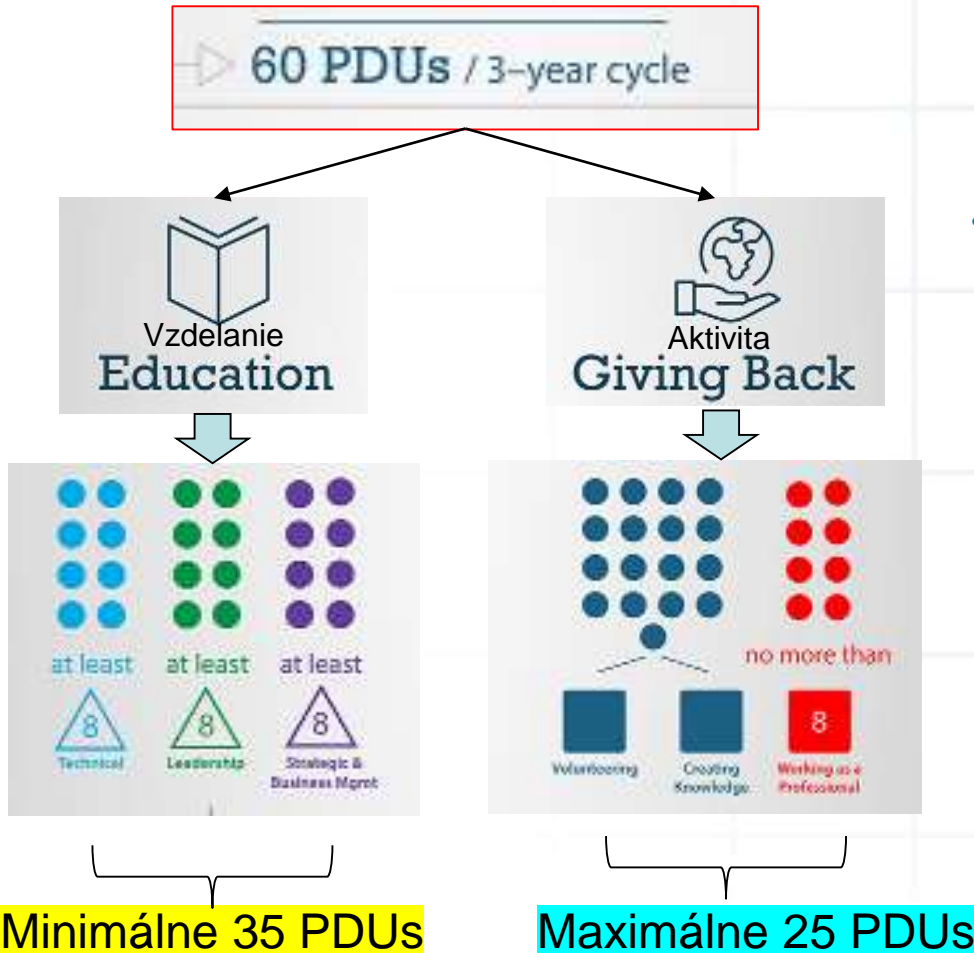 60 PDUs / 3-year cycle
Vzdelanie
Education
Aktivita
Giving Back
at least
at least
at least
8
8
8
Technical
Leadership
Strategic &
Business Mgmt
no more than
8
Volunteering
Creating
Knowledge
Working as a
Professional
Minimálne 35 PDUs
Maximálne 25 PDUs